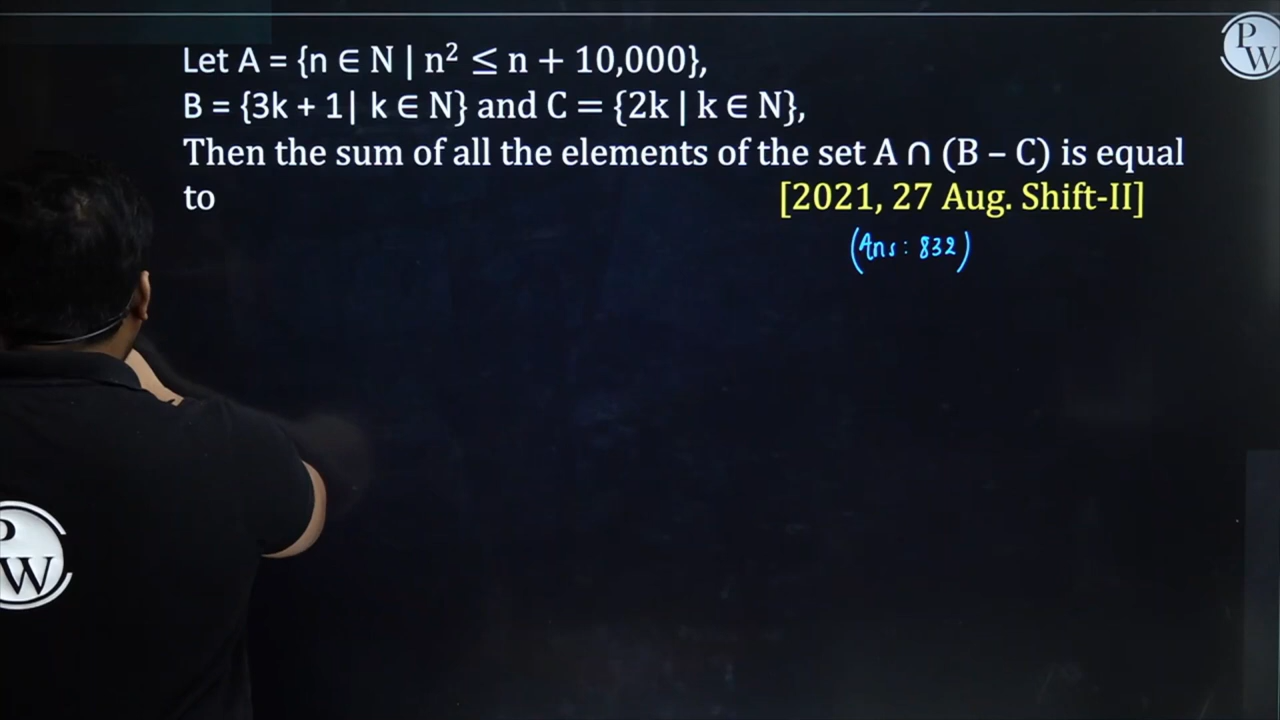 Let A = {n ∈ N | n² ≤ n + 10,000},
B = {3k + 1| k ∈ N} and C = {2k | k ∈ N},
Then the sum of all the elements of the set A ∩ (B – C) is equal
to [2021, 27 Aug. Shift-II]
(Ans: 832)
P
W
P
W